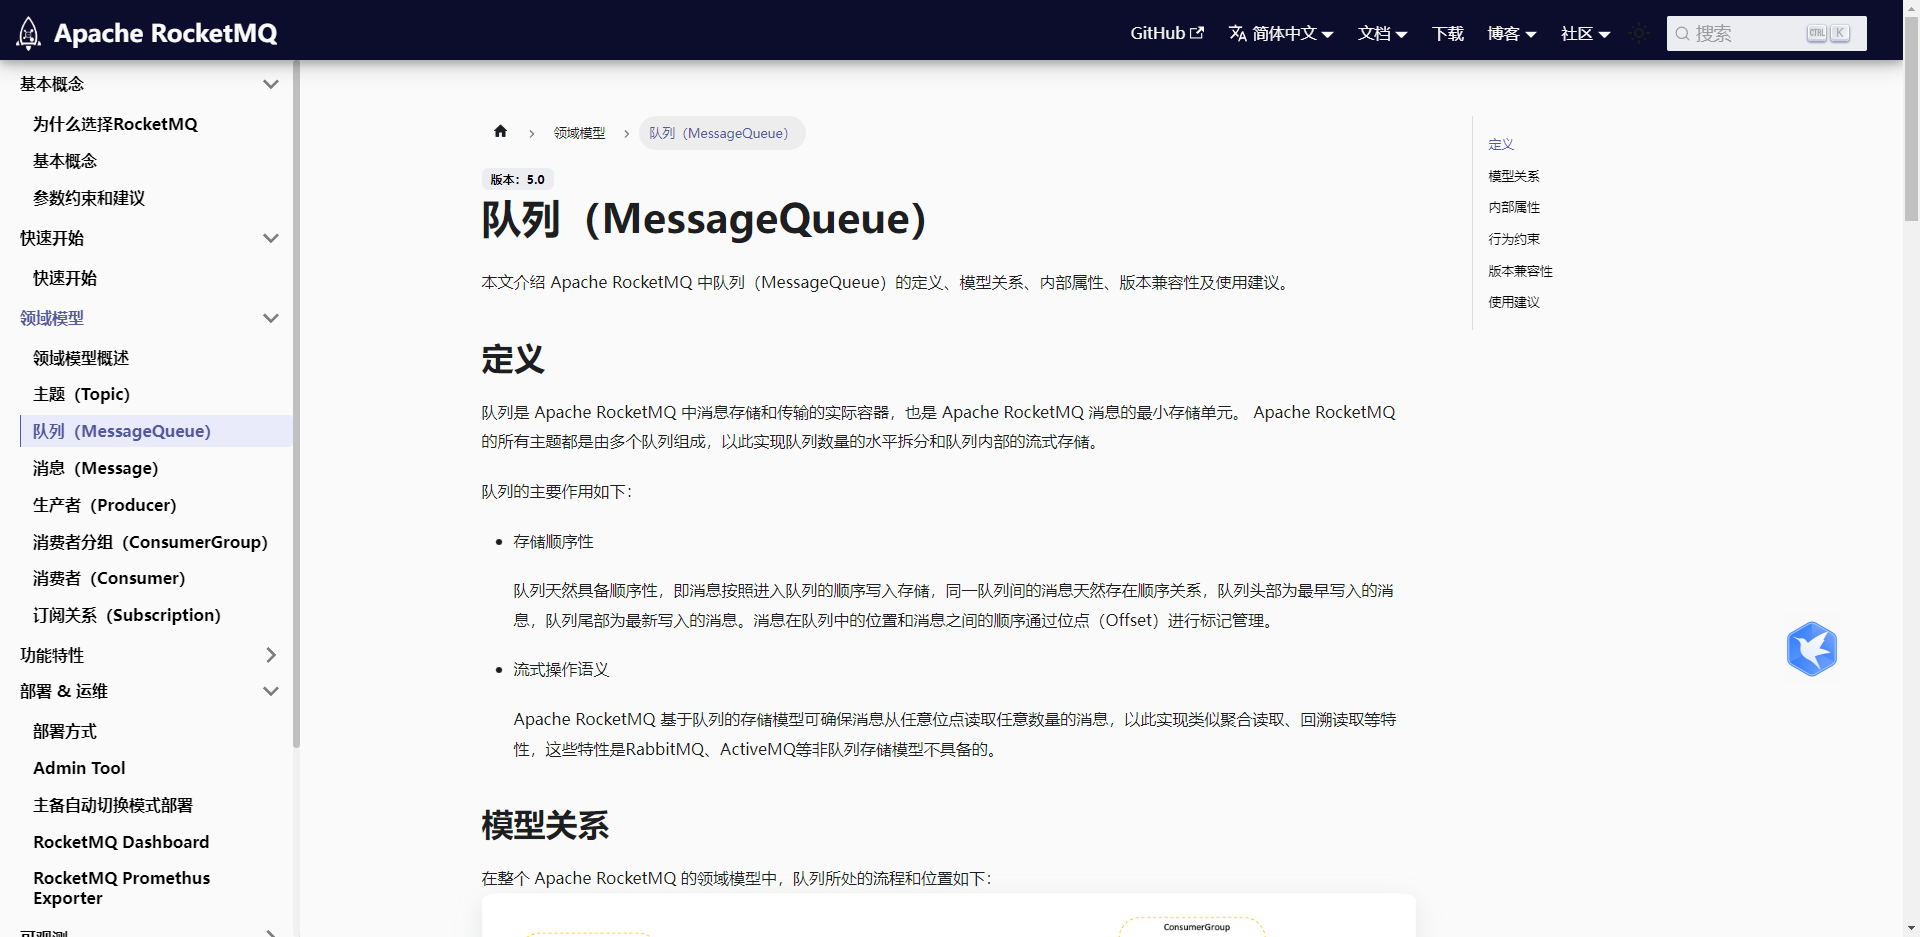 Apache RocketMQ
GitHub
简体中文
文档
下载
博客
社区
搜索
CTRL K
基本概念
为什么选择RocketMQ
基本概念
参数约束和建议
快速开始
快速开始
领域模型
领域模型概述
主题（Topic）
队列（MessageQueue）
消息（Message）
生产者（Producer）
消费者分组（ConsumerGroup）
消费者（Consumer）
订阅关系（Subscription）
功能特性
部署 & 运维
部署方式
Admin Tool
主备自动切换模式部署
RocketMQ Dashboard
RocketMQ Promethus
Exporter
可观测
领域模型
队列（MessageQueue）
版本：5.0
队列（MessageQueue）
本文介绍 Apache RocketMQ 中队列（MessageQueue）的定义、模型关系、内部属性、版本兼容性及使用建议。
定义
队列是 Apache RocketMQ 中消息存储和传输的实际容器，也是 Apache RocketMQ 消息的最小存储单元。 Apache RocketMQ
的所有主题都是由多个队列组成，以此实现队列数量的水平拆分和队列内部的流式存储。
队列的主要作用如下：
存储顺序性
队列天然具备顺序性，即消息按照进入队列的顺序写入存储，同一队列间的消息天然存在顺序关系，队列头部为最早写入的消
息，队列尾部为最新写入的消息。消息在队列中的位置和消息之间的顺序通过位点（Offset）进行标记管理。
流式操作语义
Apache RocketMQ 基于队列的存储模型可确保消息从任意位点读取任意数量的消息，以此实现类似聚合读取、回溯读取等特
性，这些特性是RabbitMQ、ActiveMQ等非队列存储模型不具备的。
模型关系
在整个 Apache RocketMQ 的领域模型中，队列所处的流程和位置如下：
ConsumerGroup
定义
模型关系
内部属性
行为约束
版本兼容性
使用建议